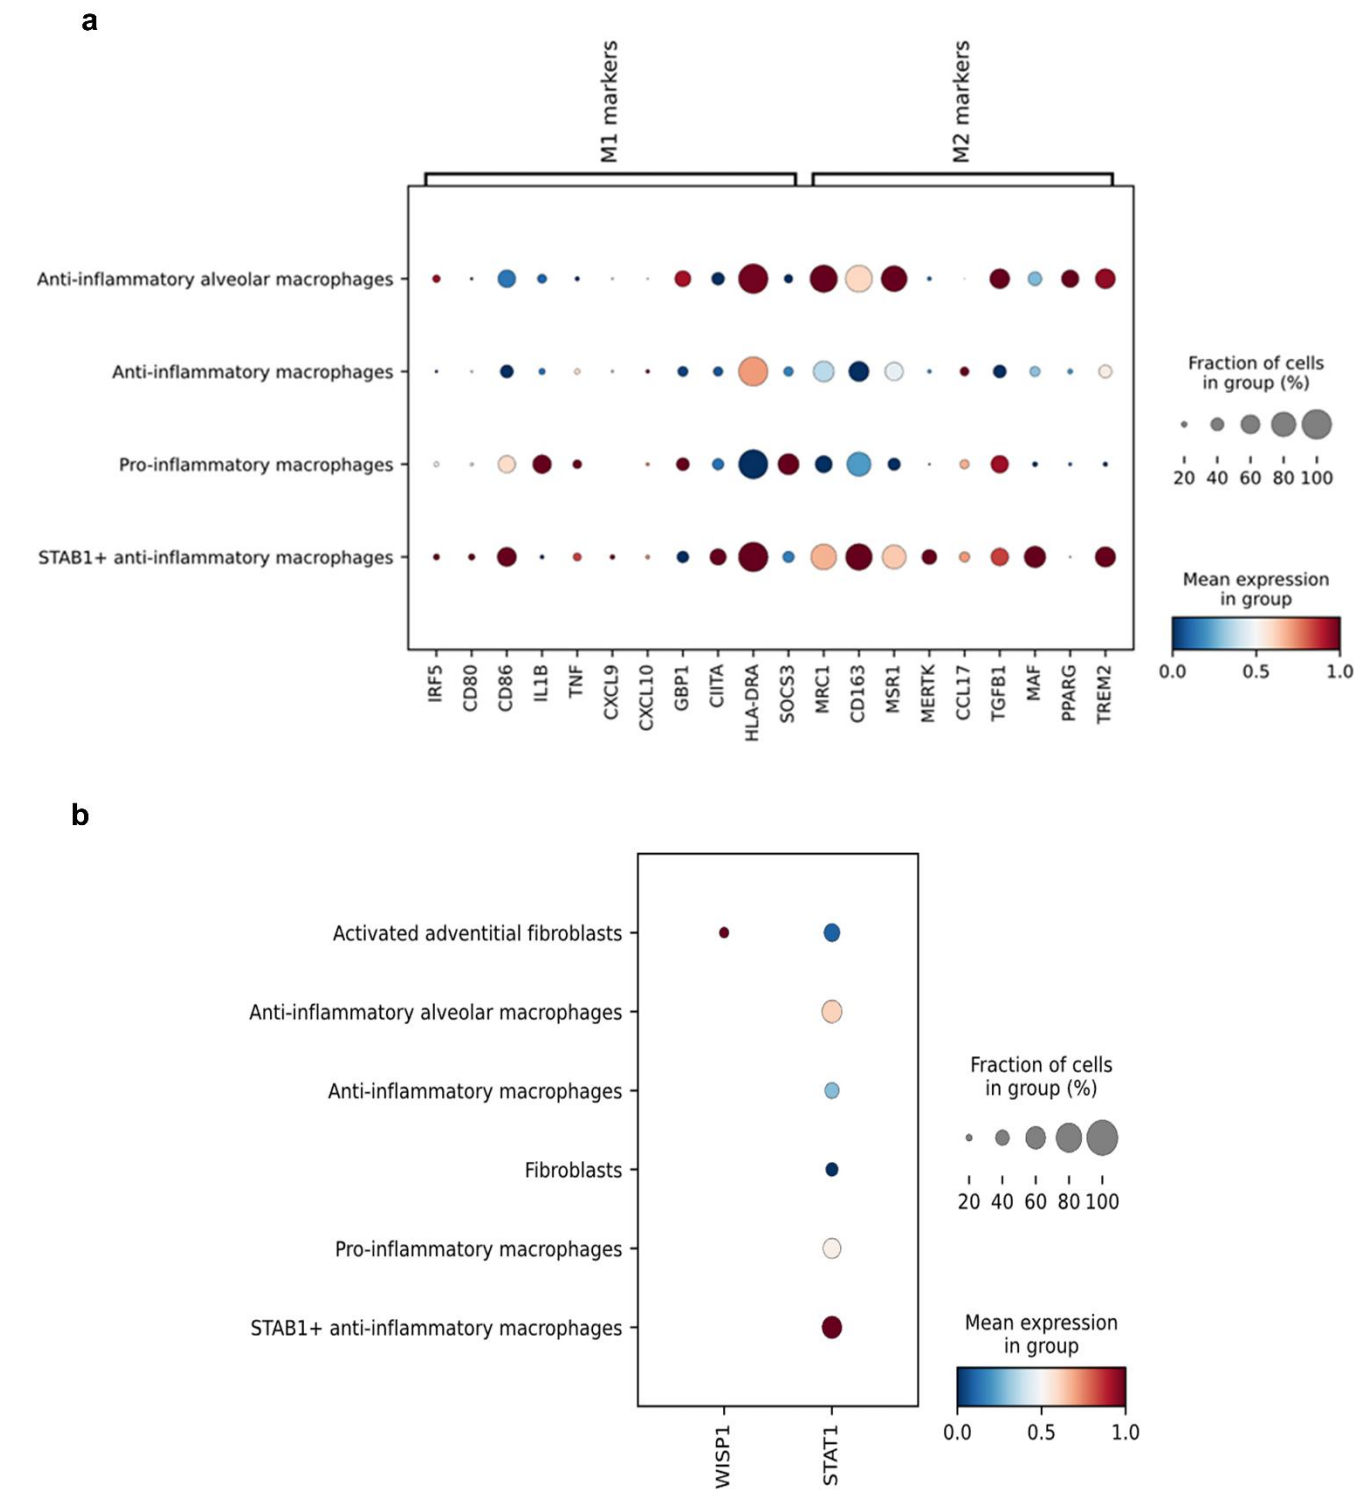 a
M1 markers
M2 markers
Anti-inflammatory alveolar macrophages
Anti-inflammatory macrophages
Pro-inflammatory macrophages
STAB1+ anti-inflammatory macrophages
Fraction of cells
in group (%)
20 40 60 80 100
Mean expression
in group
0.0 0.5 1.0
IRF5
CD80
CD86
IL1B
TNF
CXCL9
CXCL10
GBP1
CIITA
HLA-DRA
SOCS3
MRC1
CD163
MSR1
MERTK
CCL17
TGFB1
MAF
PPARG
TREM2
b
Activated adventitial fibroblasts
Anti-inflammatory alveolar macrophages
Anti-inflammatory macrophages
Fibroblasts
Pro-inflammatory macrophages
STAB1+ anti-inflammatory macrophages
Fraction of cells
in group (%)
20 40 60 80 100
Mean expression
in group
0.0 0.5 1.0
WISP1
STAT1